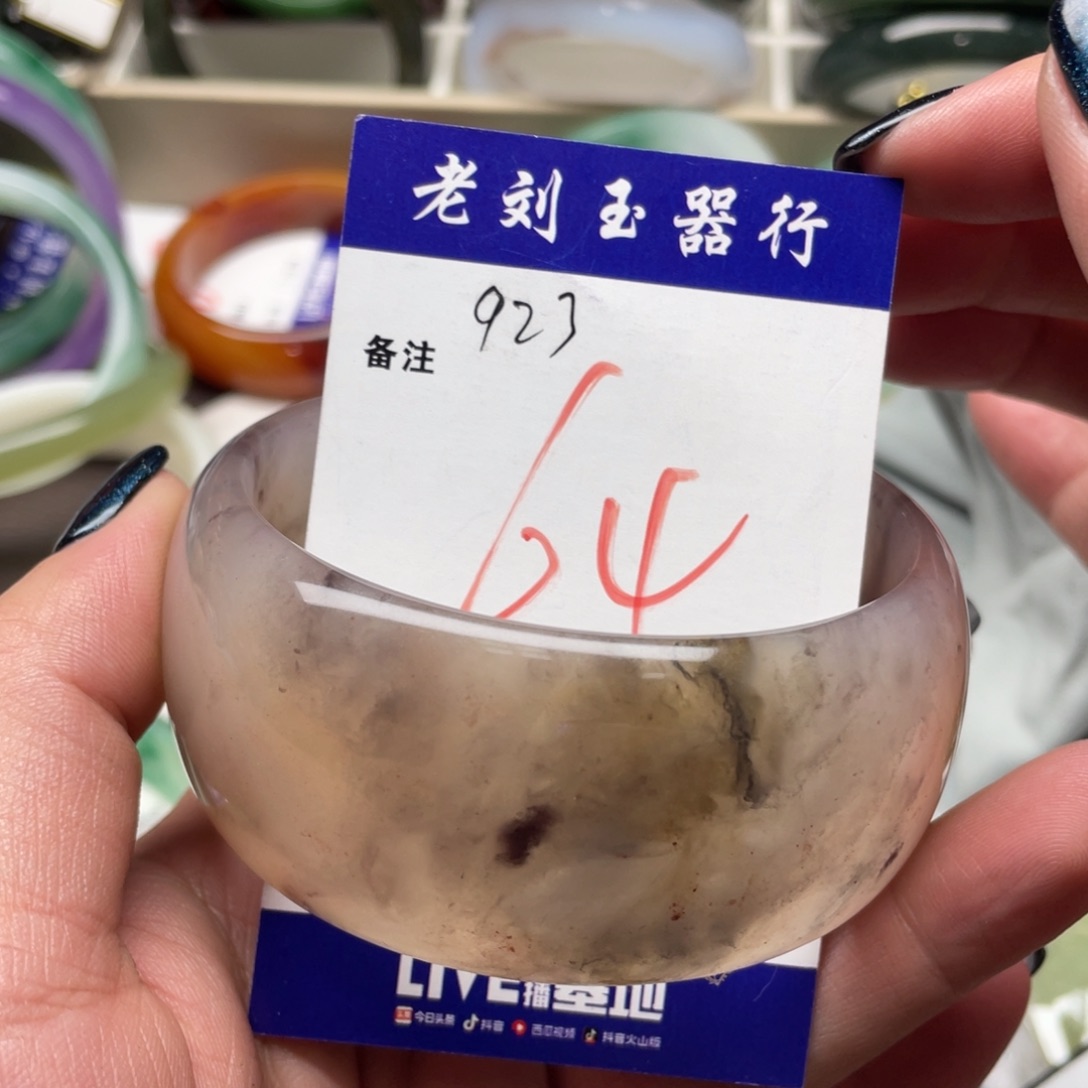 老刘玉器行
923
备注
64
LIVE播基地
今日头条 抖音 西瓜视频 抖音火山版